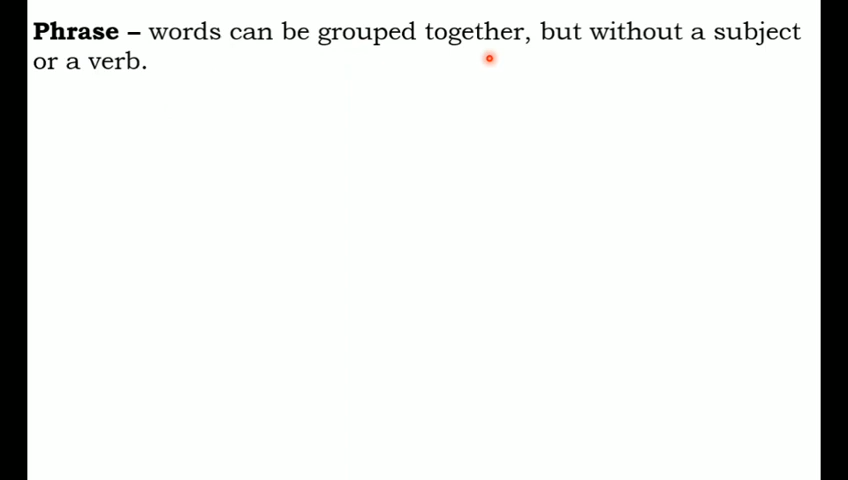 Phrase – words can be grouped together, but without a subject
or a verb.